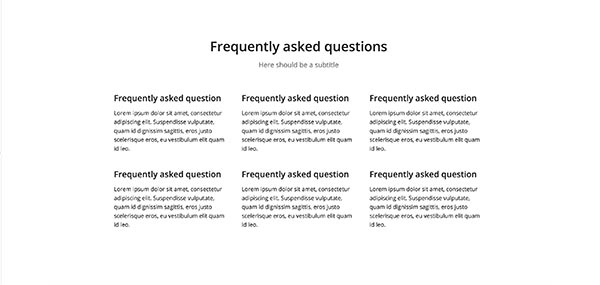 Frequently asked questions
Here should be a subtitle
Frequently asked question
Lorem ipsum dolor sit amet, consectetur
adipiscing elit. Suspendisse vulputate,
quam id dignissim sagittis, eros justo
scelerisque eros, eu vestibulum elit quam
id leo.
Frequently asked question
Lorem ipsum dolor sit amet, consectetur
adipiscing elit. Suspendisse vulputate,
quam id dignissim sagittis, eros justo
scelerisque eros, eu vestibulum elit quam
id leo.
Frequently asked question
Lorem ipsum dolor sit amet, consectetur
adipiscing elit. Suspendisse vulputate,
quam id dignissim sagittis, eros justo
scelerisque eros, eu vestibulum elit quam
id leo.
Frequently asked question
Lorem ipsum dolor sit amet, consectetur
adipiscing elit. Suspendisse vulputate,
quam id dignissim sagittis, eros justo
scelerisque eros, eu vestibulum elit quam
id leo.
Frequently asked question
Lorem ipsum dolor sit amet, consectetur
adipiscing elit. Suspendisse vulputate,
quam id dignissim sagittis, eros justo
scelerisque eros, eu vestibulum elit quam
id leo.
Frequently asked question
Lorem ipsum dolor sit amet, consectetur
adipiscing elit. Suspendisse vulputate,
quam id dignissim sagittis, eros justo
scelerisque eros, eu vestibulum elit quam
id leo.